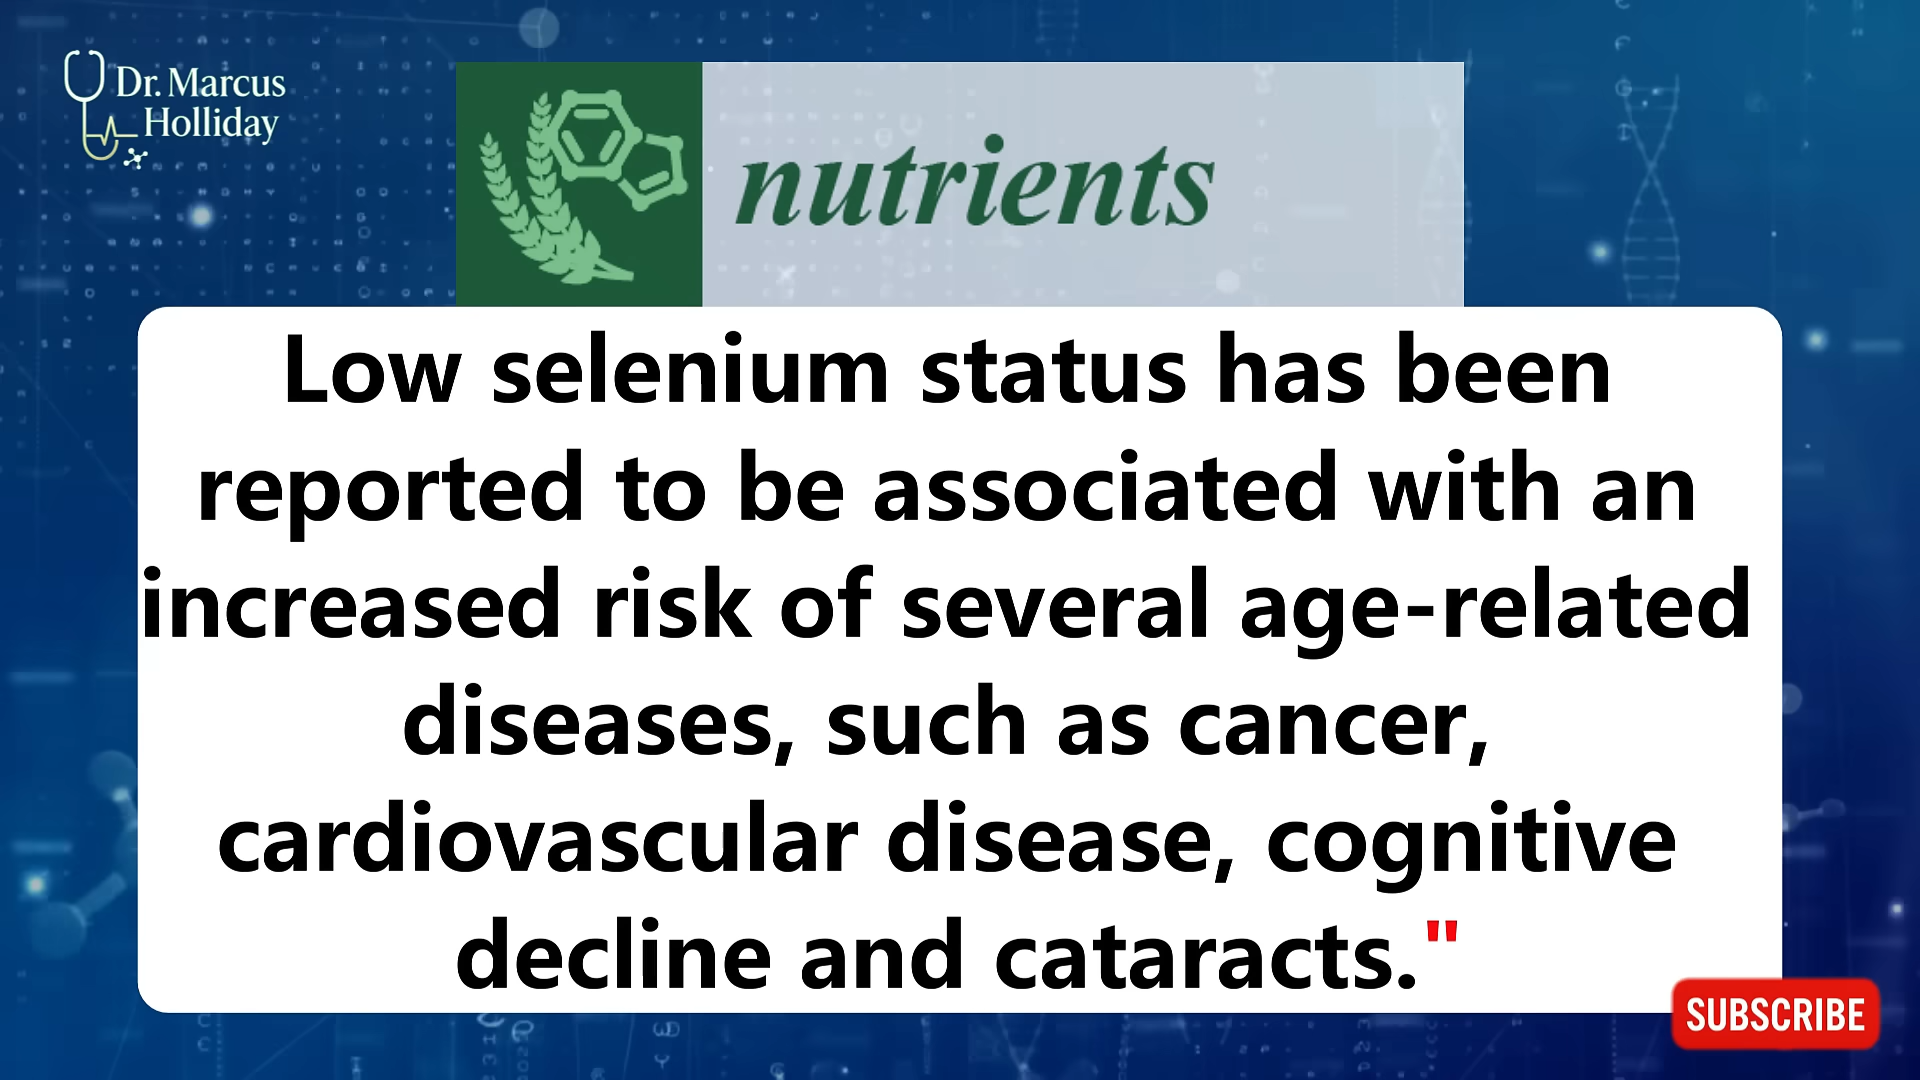 Dr. Marcus
Holliday
nutrients
Low selenium status has been
reported to be associated with an
increased risk of several age-related
diseases, such as cancer,
cardiovascular disease, cognitive
decline and cataracts."
SUBSCRIBE